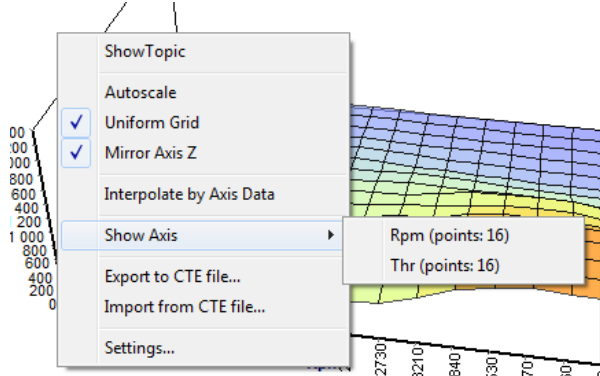 ShowTopic
Autoscale
Uniform Grid
Mirror Axis Z
Interpolate by Axis Data
Show Axis
Rpm (points: 16)
Thr (points: 16)
Export to CTE file...
Import from CTE file...
Settings...
800
600
400
200
1 000
800
600
400
200
0
2730
3210